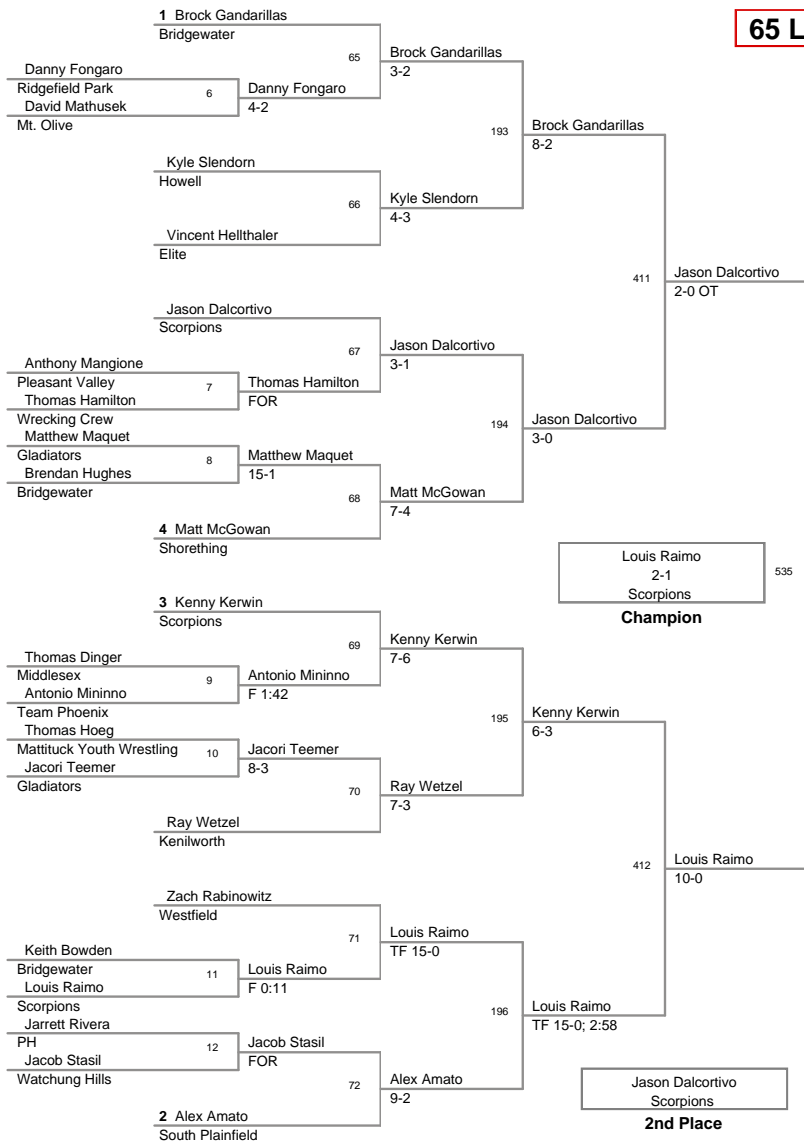 1 Brock Gandarillas
Bridgewater
65 L
65
Brock Gandarillas
3-2
Danny Fongaro
Ridgefield Park
6
David Mathusek
Mt. Olive
Danny Fongaro
4-2
193
Brock Gandarillas
8-2
Kyle Slendorn
Howell
66
Kyle Slendorn
4-3
Vincent Hellthaler
Elite
411
Jason Dalcortivo
2-0 OT
Jason Dalcortivo
Scorpions
67
Jason Dalcortivo
3-1
Anthony Mangione
Pleasant Valley
7
Thomas Hamilton
Wrecking Crew
Thomas Hamilton
FOR
194
Jason Dalcortivo
3-0
Matthew Maquet
Gladiators
8
Brendan Hughes
Bridgewater
Matthew Maquet
15-1
68
Matt McGowan
7-4
4 Matt McGowan
Shorething
Louis Raimo
2-1
Scorpions
535
Champion
3 Kenny Kerwin
Scorpions
69
Kenny Kerwin
7-6
Thomas Dinger
Middlesex
9
Antonio Mininno
Team Phoenix
Antonio Mininno
F 1:42
195
Kenny Kerwin
6-3
Thomas Hoeg
Mattituck Youth Wrestling
10
Jacori Teemer
Gladiators
Jacori Teemer
8-3
70
Ray Wetzel
7-3
Ray Wetzel
Kenilworth
412
Louis Raimo
10-0
Zach Rabinowitz
Westfield
71
Louis Raimo
TF 15-0
Keith Bowden
Bridgewater
11
Louis Raimo
Scorpions
Louis Raimo
F 0:11
196
Louis Raimo
TF 15-0; 2:58
Jarrett Rivera
PH
12
Jacob Stasil
Watchung Hills
Jacob Stasil
FOR
72
Alex Amato
9-2
2 Alex Amato
South Plainfield
Jason Dalcortivo
Scorpions
2nd Place